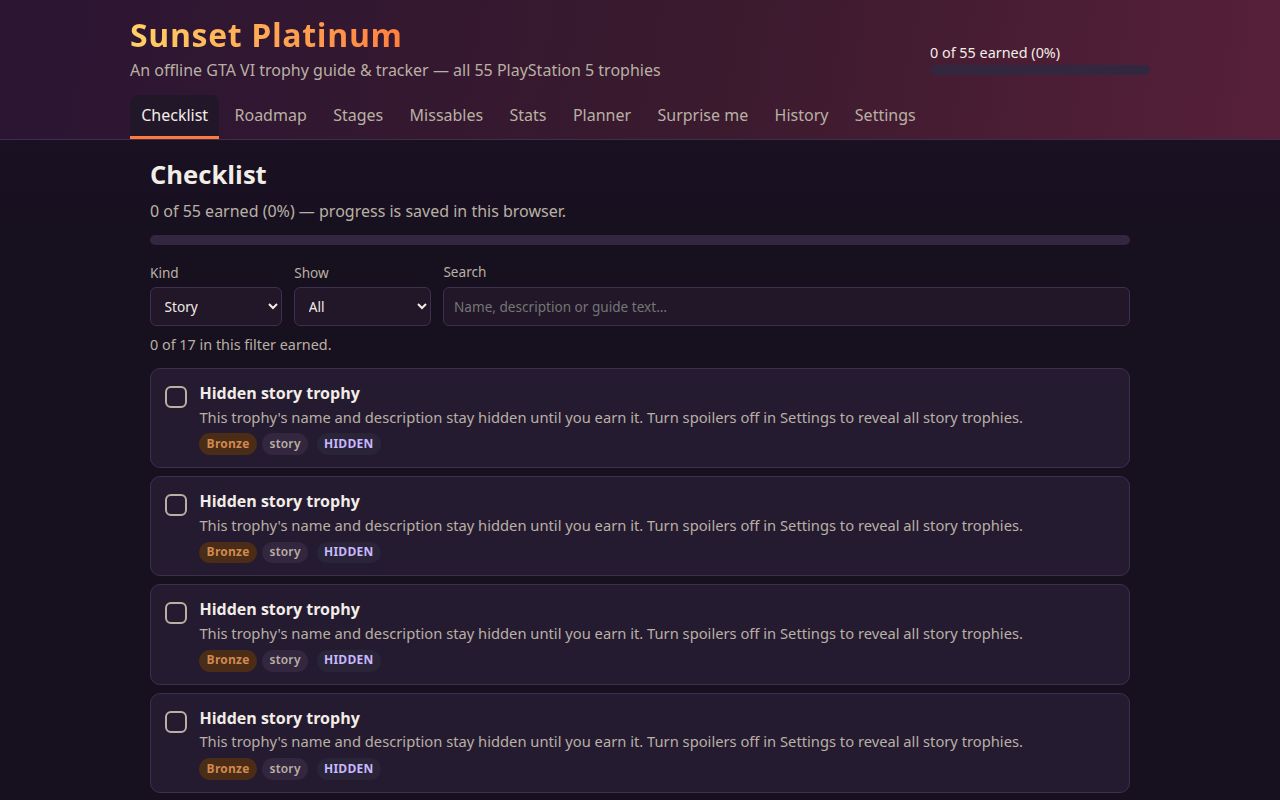 Sunset Platinum
An offline GTA VI trophy guide & tracker — all 55 PlayStation 5 trophies
0 of 55 earned (0%)
Checklist Roadmap Stages Missables Stats Planner Surprise me History Settings
Checklist
0 of 55 earned (0%) — progress is saved in this browser.
Kind Show Search
Story All Name, description or guide text...
0 of 17 in this filter earned.
Hidden story trophy
This trophy's name and description stay hidden until you earn it. Turn spoilers off in Settings to reveal all story trophies.
Bronze story HIDDEN
Hidden story trophy
This trophy's name and description stay hidden until you earn it. Turn spoilers off in Settings to reveal all story trophies.
Bronze story HIDDEN
Hidden story trophy
This trophy's name and description stay hidden until you earn it. Turn spoilers off in Settings to reveal all story trophies.
Bronze story HIDDEN
Hidden story trophy
This trophy's name and description stay hidden until you earn it. Turn spoilers off in Settings to reveal all story trophies.
Bronze story HIDDEN